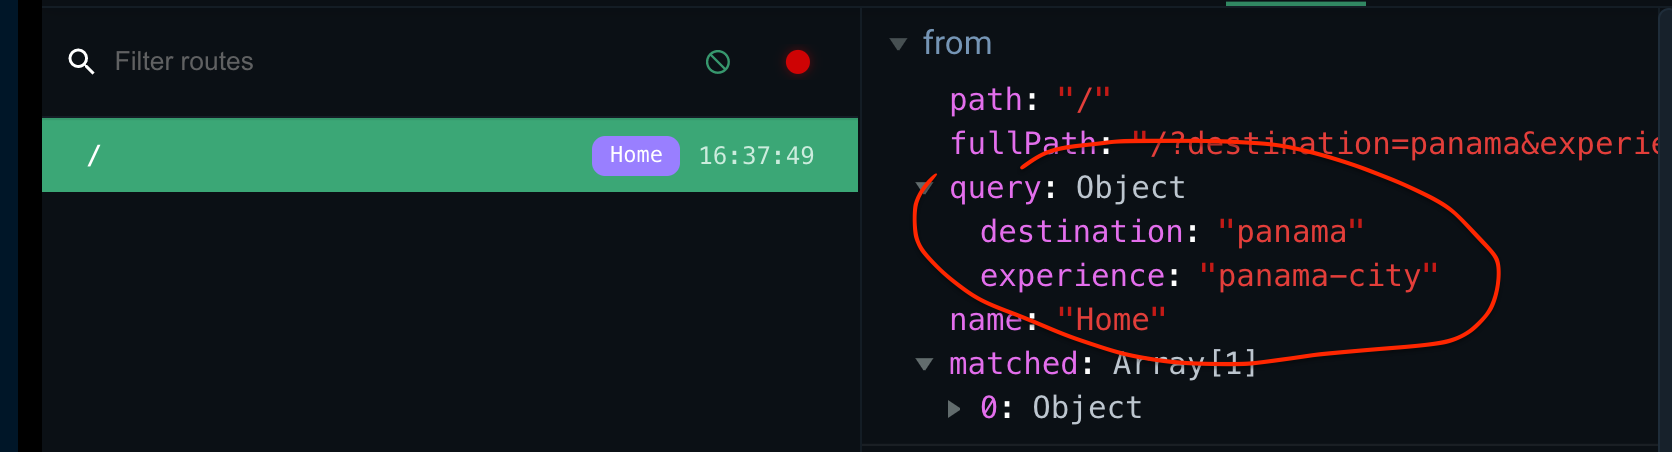 Filter routes
/ Home 16:37:49
from
path: "/"
fullPath: "/?destination=panama&experie
query: Object
destination: "panama"
experience: "panama-city"
name: "Home"
matched: Array[1]
0: Object